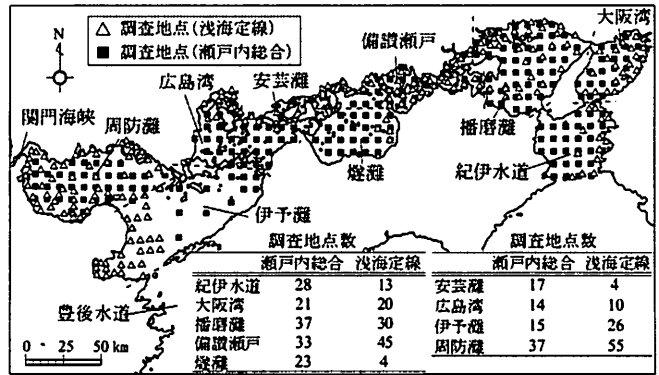 △ 調査地点(浅海定線)
■ 調査地点(瀬戸内総合)
N
大阪湾
備讃瀬戸
広島湾
安芸灘
関門海峡
周防灘
播磨灘
燧灘
紀伊水道
伊予灘
豊後水道
0 25 50 km
調査地点数
瀬戸内総合 浅海定線
紀伊水道 28 13
大阪湾 21 20
播磨灘 37 30
備讃瀬戸 33 45
燧灘 23 4
調査地点数
瀬戸内総合 浅海定線
安芸灘 17 4
広島湾 14 10
伊予灘 15 26
周防灘 37 55